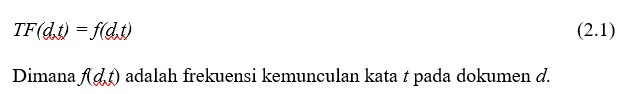 TF(d,t) = f(d,t) (2.1)
Dimana f(d,t) adalah frekuensi kemunculan kata t pada dokumen d.